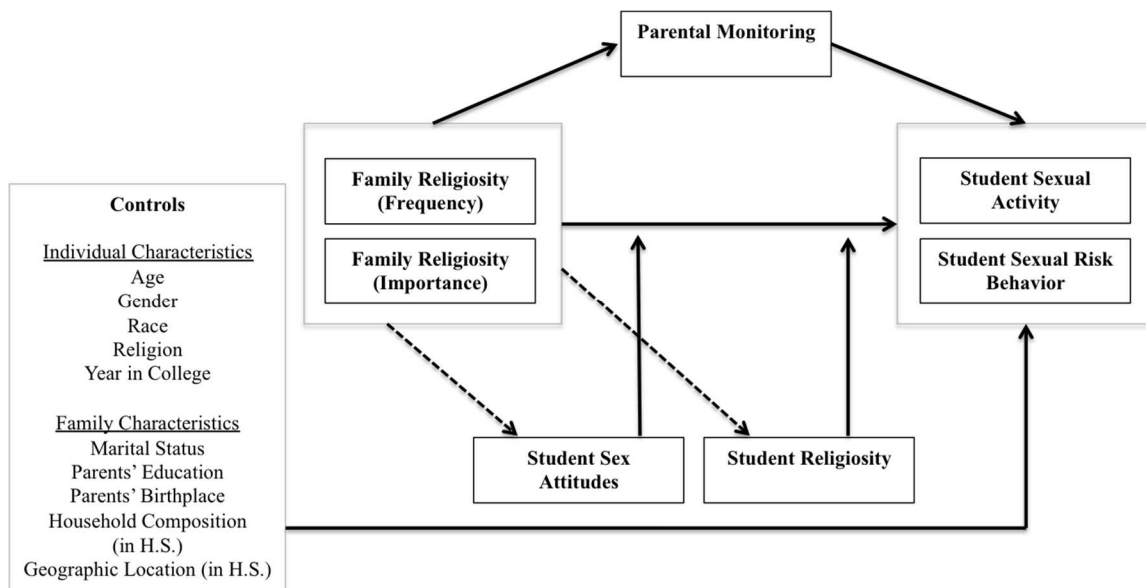 Parental Monitoring
Family Religiosity
(Frequency)
Family Religiosity
(Importance)
Student Sexual
Activity
Student Sexual Risk
Behavior
Controls
Individual Characteristics
Age
Gender
Race
Religion
Year in College
Family Characteristics
Marital Status
Parents’ Education
Parents’ Birthplace
Household Composition
(in H.S.)
Geographic Location (in H.S.)
Student Sex
Attitudes
Student Religiosity